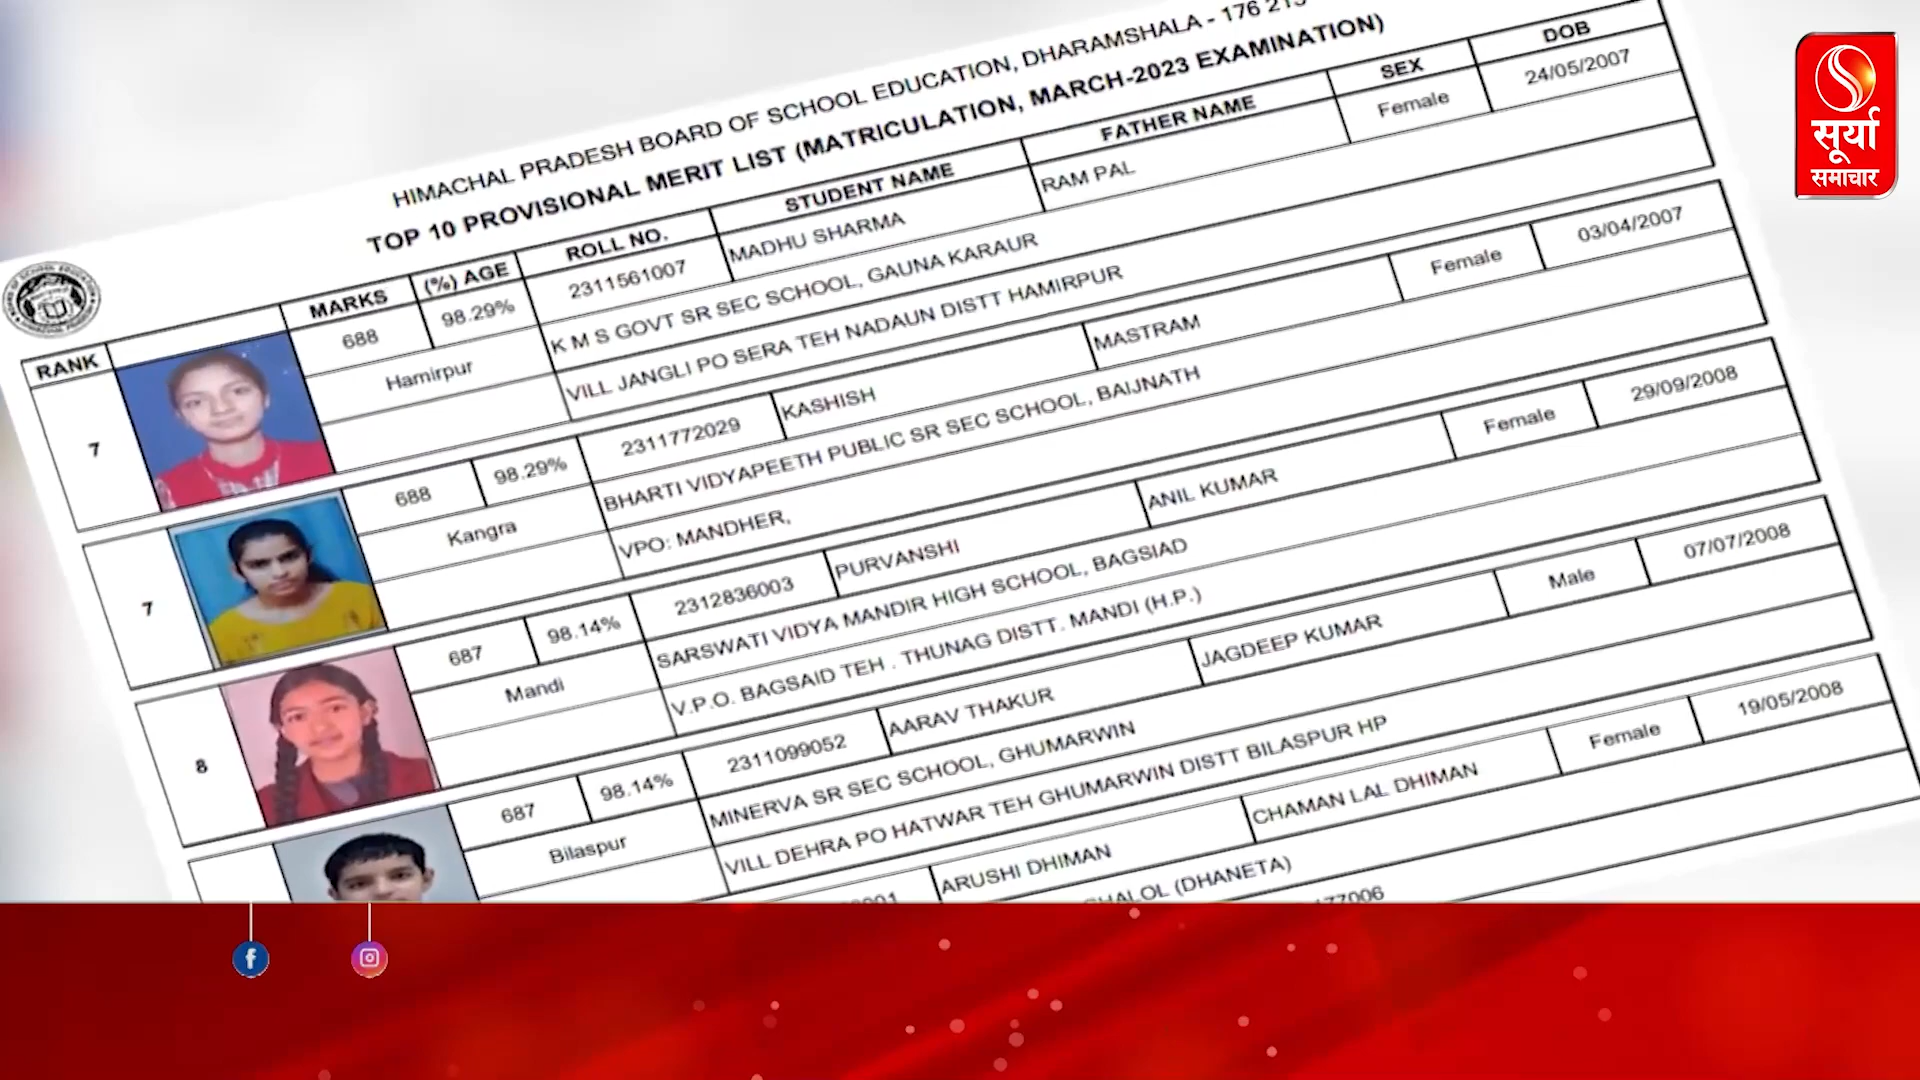 HIMACHAL PRADESH BOARD OF SCHOOL EDUCATION, DHARAMSHALA - 176
TOP 10 PROVISIONAL MERIT LIST (MATRICULATION, MARCH-2023 EXAMINATION)
RANK MARKS (%) AGE ROLL NO. STUDENT NAME FATHER NAME SEX DOB
7 688 98.29% 2311561007 MADHU SHARMA RAM PAL Female 24/05/2007
Hamirpur K M S GOVT SR SEC SCHOOL, GAUNA KARAUR
VILL JANGLI PO SERA TEH NADAUN DISTT HAMIRPUR
7 688 98.29% 2311772029 KASHISH MASTRAM Female 03/04/2007
Kangra BHARTI VIDYAPEETH PUBLIC SR SEC SCHOOL, BAIJNATH
VPO: MANDHER,
8 687 98.14% 2312836003 PURVANSHI ANIL KUMAR Female 29/09/2008
Mandi SARSWATI VIDYA MANDIR HIGH SCHOOL, BAGSIAD
V.P.O. BAGSAID TEH . THUNAG DISTT. MANDI (H.P.)
687 98.14% 2311099052 AARAV THAKUR JAGDEEP KUMAR Male 07/07/2008
Bilaspur MINERVA SR SEC SCHOOL, GHUMARWIN
VILL DEHRA PO HATWAR TEH GHUMARWIN DISTT BILASPUR HP
ARUSHI DHIMAN CHAMAN LAL DHIMAN Female 19/05/2008
(DHANETA)
177006
सूर्या
समाचार